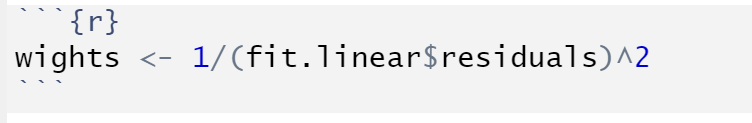 ```{r}
wights <- 1/(fit.linear$residuals)^2
```